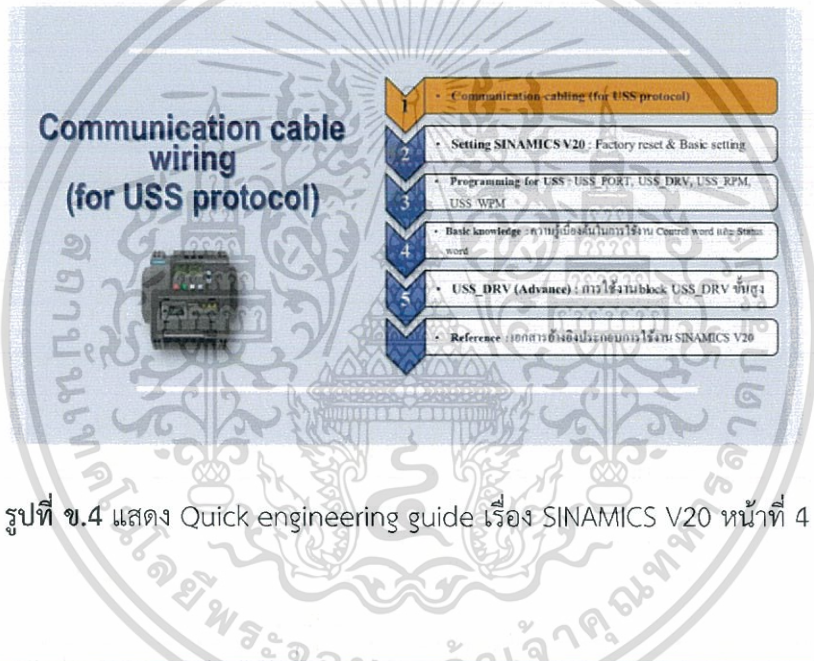 Communication cable
wiring
(for USS protocol)
1
• Communication cabling (for USS protocol)
2
• Setting SINAMICS V20 : Factory reset & Basic setting
3
• Programming for USS : USS_PORT, USS_DRV, USS_RPM,
USS_WPM
4
• Basic knowledge : ความรู้เบื้องต้นในการใช้งาน Control word และ Status
word
5
• USS_DRV (Advance) : การใช้งาน block USS_DRV ขั้นสูง
• Reference : เอกสารอ้างอิงประกอบการใช้งาน SINAMICS V20
รูปที่ ข.4 แสดง Quick engineering guide เรื่อง SINAMICS V20 หน้าที่ 4